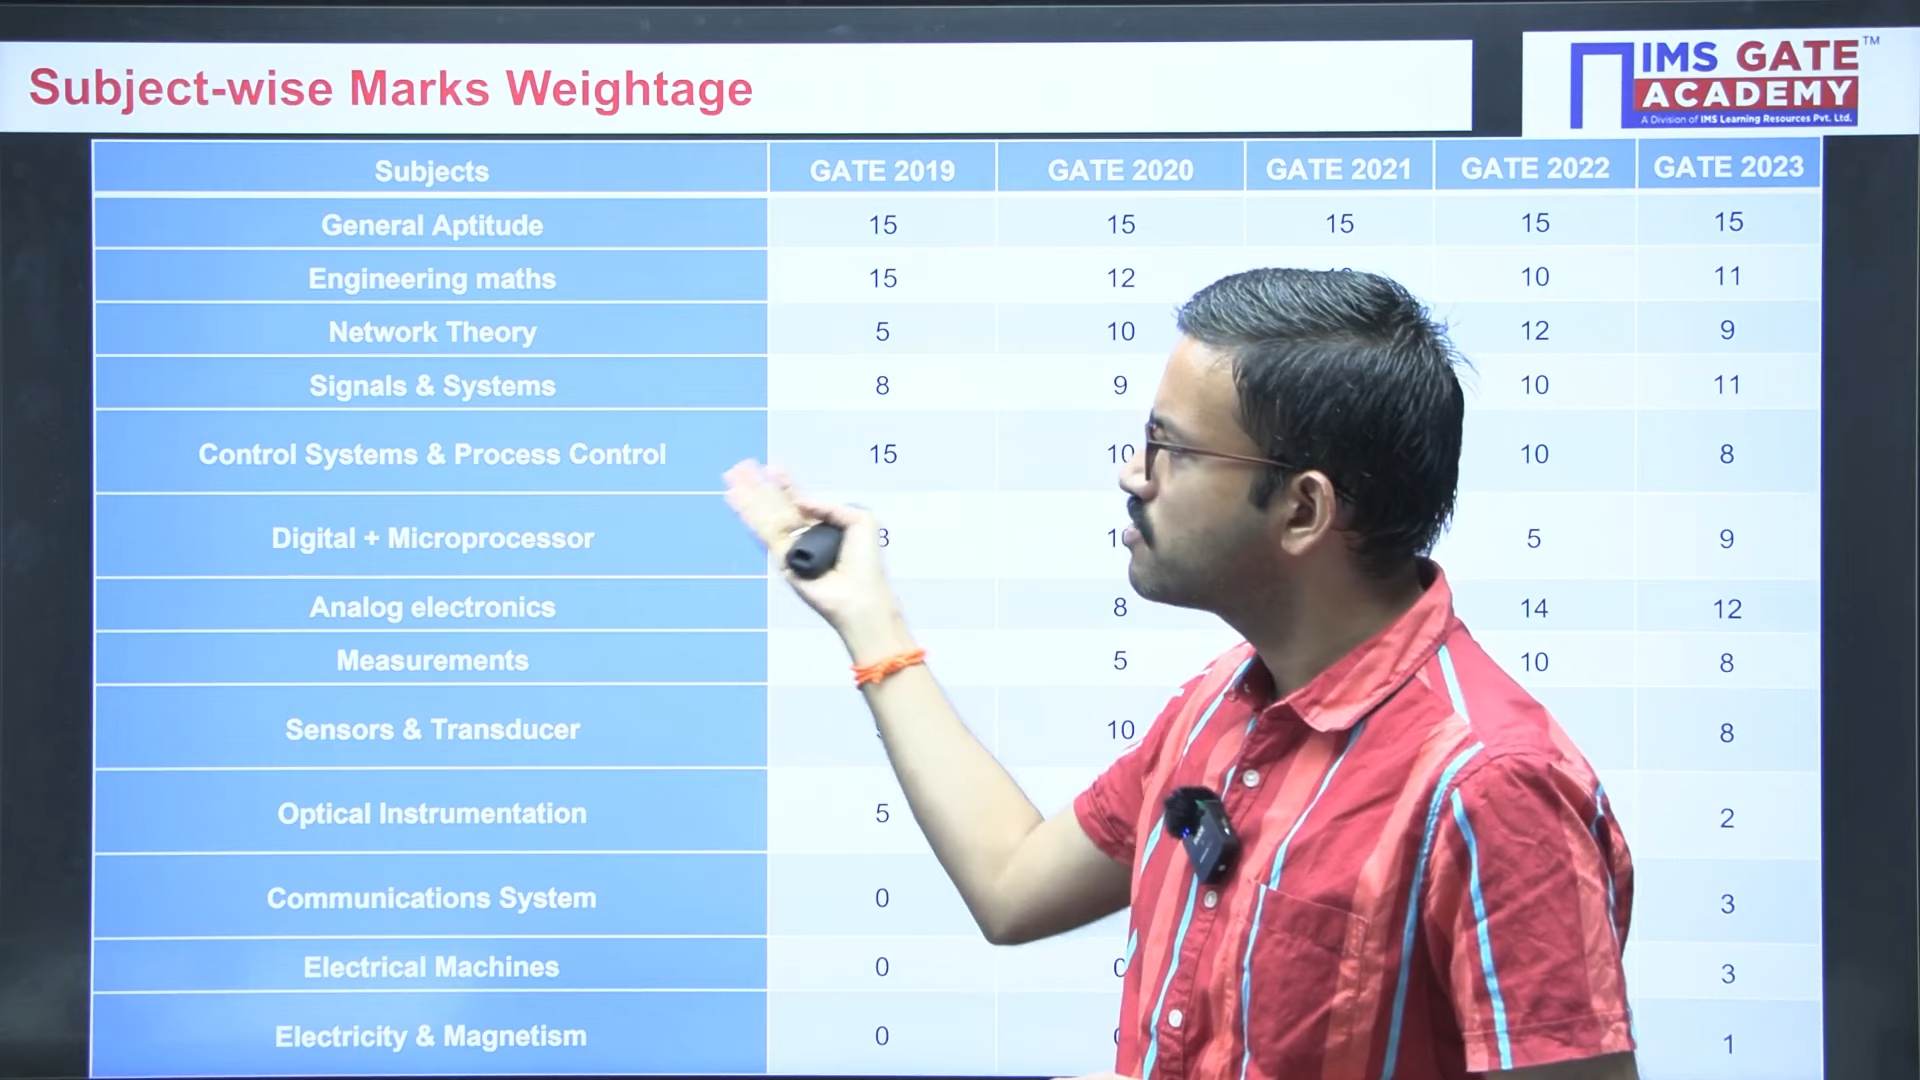 Subject-wise Marks Weightage
IMS GATE ACADEMY TM
A Division of IMS Learning Resources Pvt. Ltd.
Subjects GATE 2019 GATE 2020 GATE 2021 GATE 2022 GATE 2023
General Aptitude 15 15 15 15 15
Engineering maths 15 12 10 11
Network Theory 5 10 12 9
Signals & Systems 8 9 10 11
Control Systems & Process Control 15 10 10 8
Digital + Microprocessor 5 9
Analog electronics 8 14 12
Measurements 5 10 8
Sensors & Transducer 10 8
Optical Instrumentation 5 2
Communications System 0 3
Electrical Machines 0 3
Electricity & Magnetism 0 1